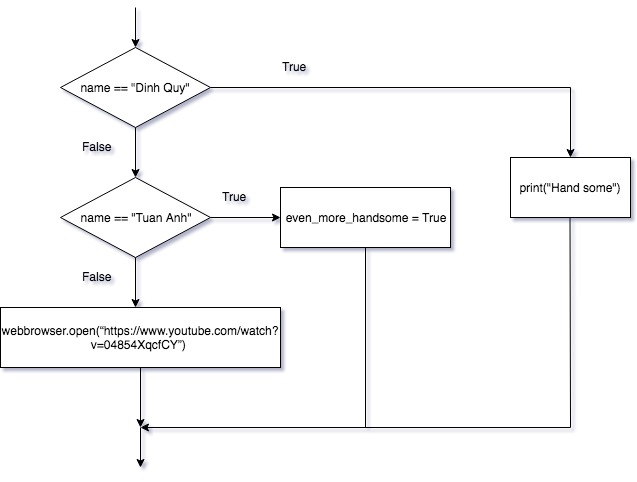 True
name == "Dinh Quy"
False
print("Hand some")
True
name == "Tuan Anh"
even_more_handsome = True
False
webbrowser.open(“https://www.youtube.com/watch?
v=04854XqcfCY”)